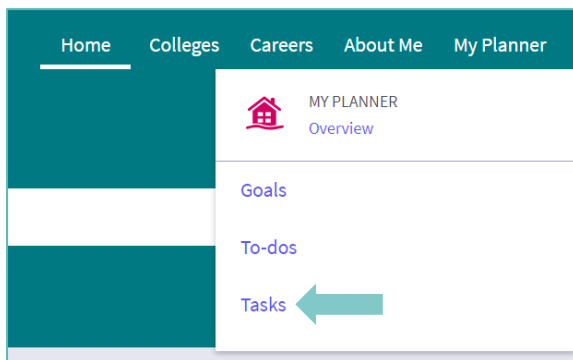 Home Colleges Careers About Me My Planner
MY PLANNER
Overview
Goals
To-dos
Tasks